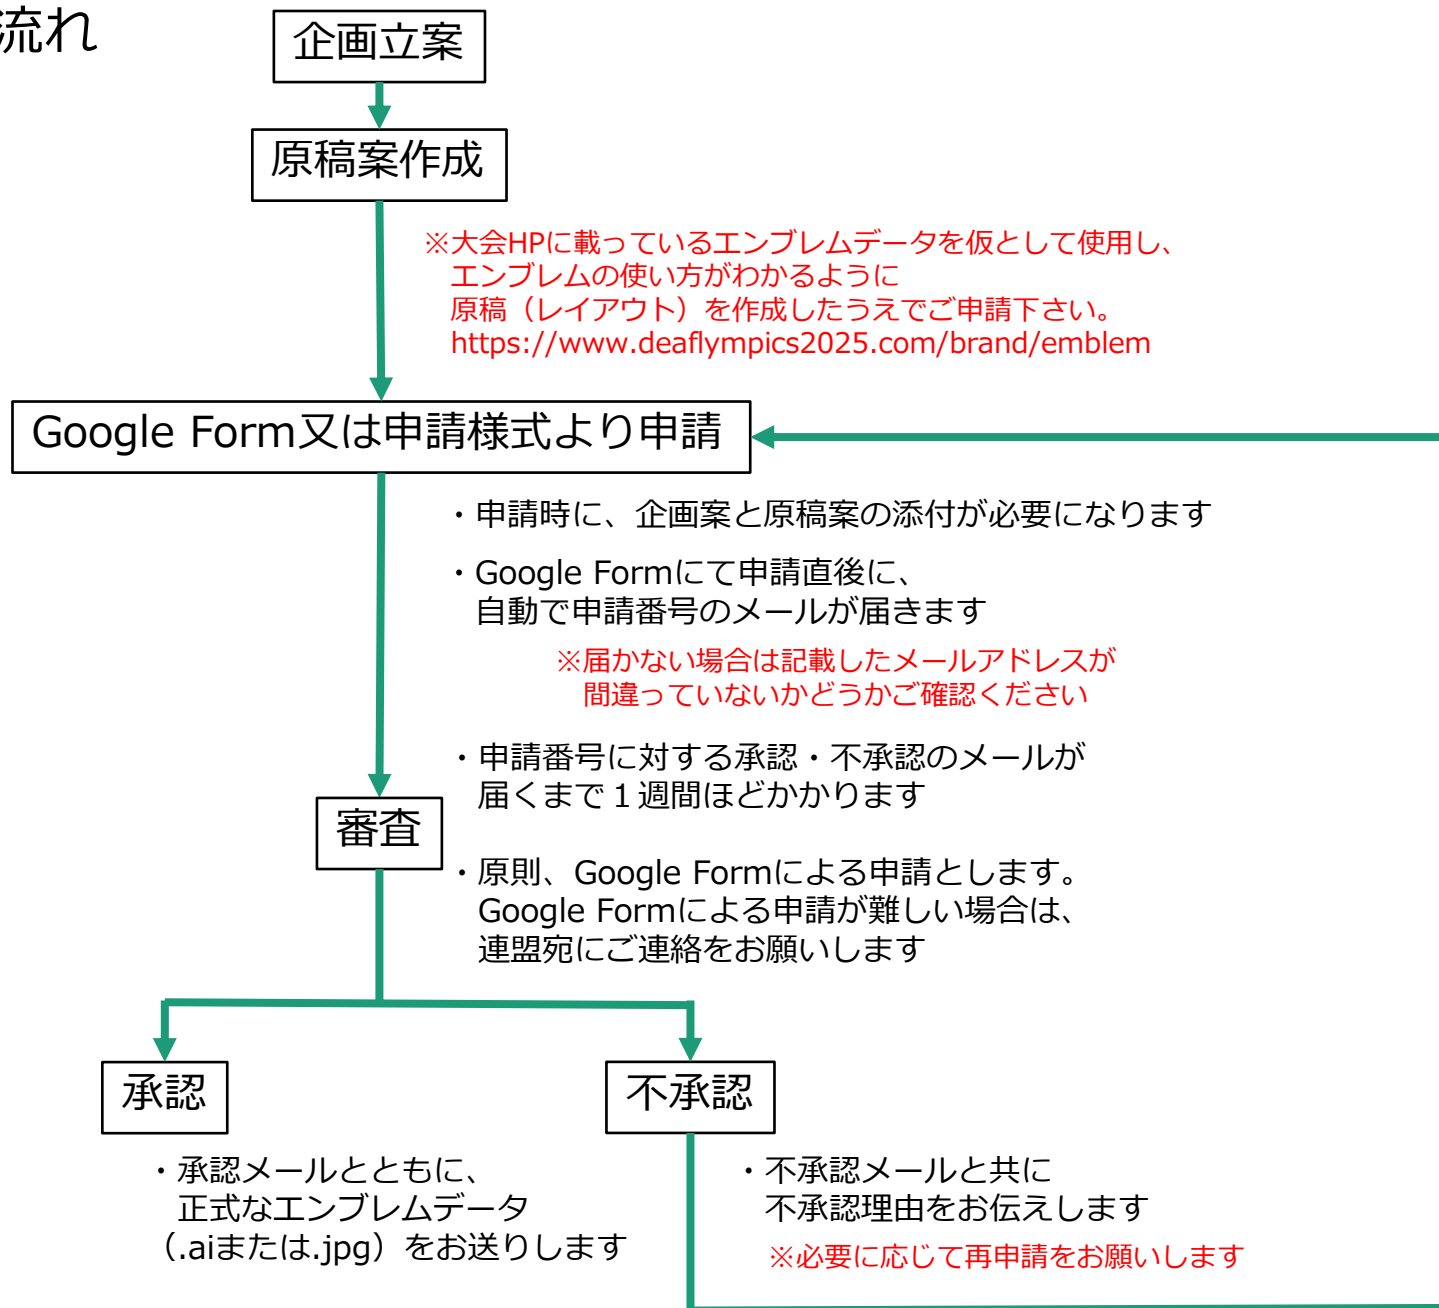 流れ
企画立案
原稿案作成
※大会HPに載っているエンブレムデータを仮として使用し、
エンブレムの使い方がわかるように
原稿（レイアウト）を作成したうえでご申請下さい。
https://www.deaflympics2025.com/brand/emblem
Google Form又は申請様式より申請
・申請時に、企画案と原稿案の添付が必要になります
・Google Formにて申請直後に、
自動で申請番号のメールが届きます
※届かない場合は記載したメールアドレスが
間違っていないかどうかご確認ください
・申請番号に対する承認・不承認のメールが
届くまで１週間ほどかかります
審査
・原則、Google Formによる申請とします。
Google Formによる申請が難しい場合は、
連盟宛にご連絡をお願いします
承認
不承認
・承認メールとともに、
正式なエンブレムデータ
（.aiまたは.jpg）をお送りします
・不承認メールと共に
不承認理由をお伝えします
※必要に応じて再申請をお願いします